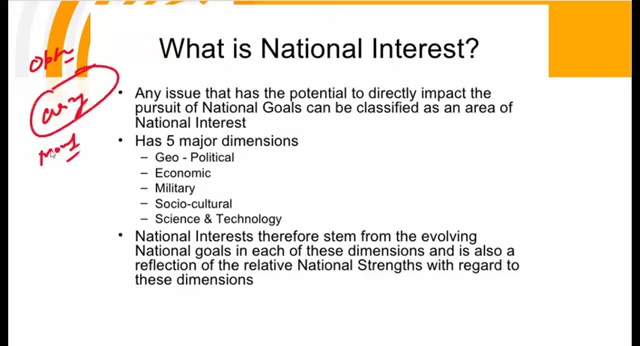 What is National Interest?
• Any issue that has the potential to directly impact the
pursuit of National Goals can be classified as an area of
National Interest
• Has 5 major dimensions
– Geo - Political
– Economic
– Military
– Socio-cultural
– Science & Technology
• National Interests therefore stem from the evolving
National goals in each of these dimensions and is also a
reflection of the relative National Strengths with regard to
these dimensions